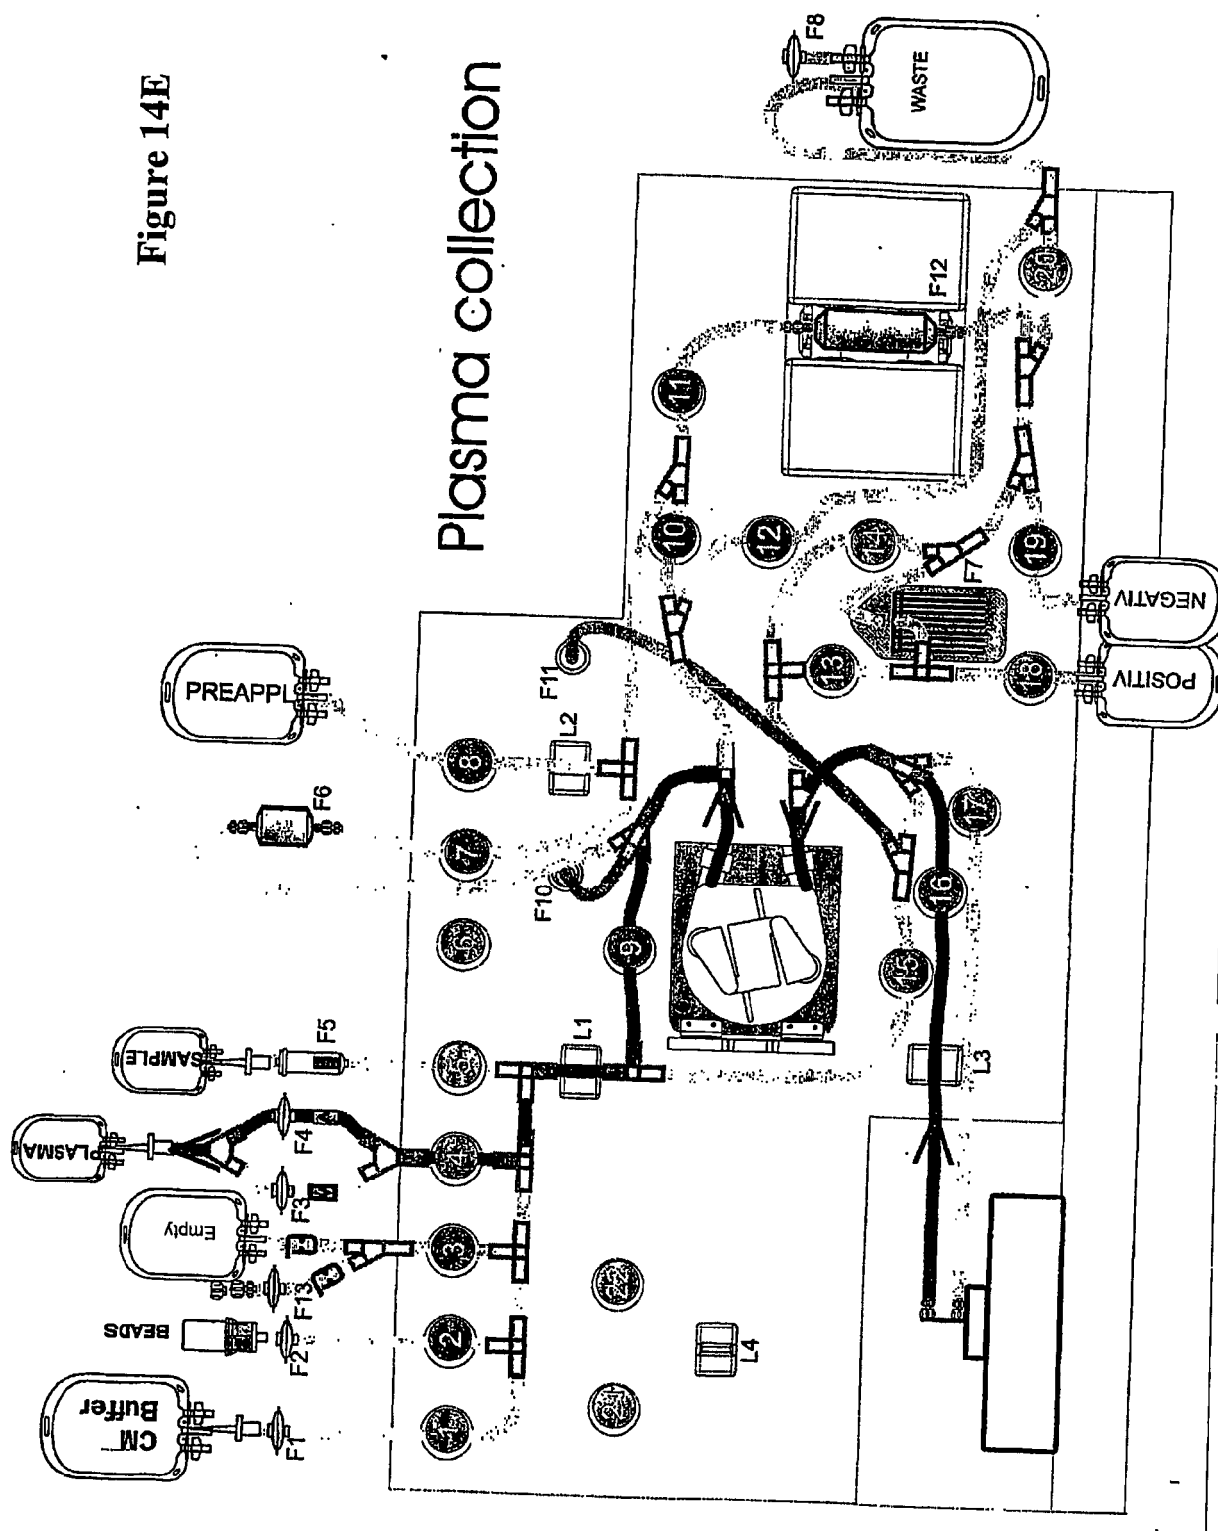 Figure 14E
Plasma collection
F8
WASTE
PREAPPL
F6
SAMPLE
F5
PLASMA
F4
F3
Empty
F13
BEADS
F2
CM
Buffer
F1
1
2
3
4
5
6
7
8
L1
L2
F10
F11
9
10
11
12
13
14
F12
20
F7
19
18
NEGATIV
POSITIV
17
16
15
L3
22
21
L4